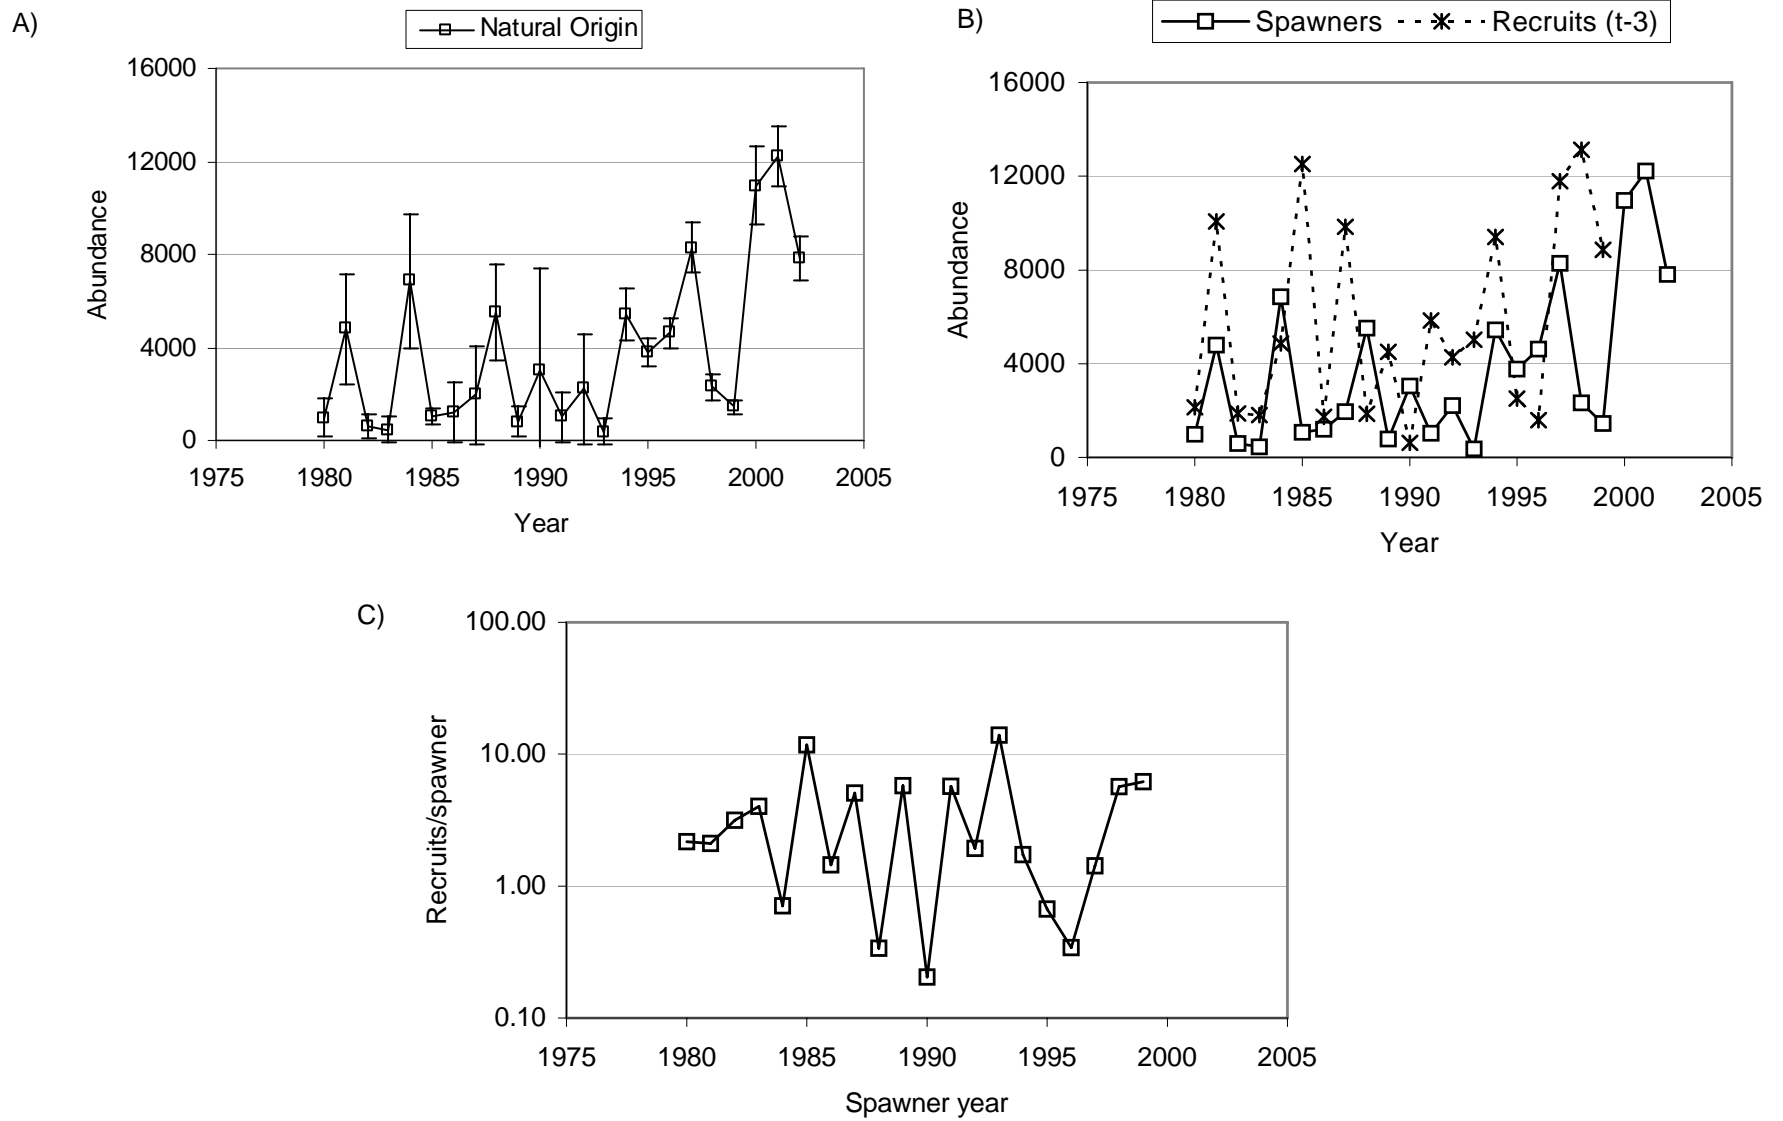 A)
Natural Origin
16000
12000
8000
4000
0
Abundance
1975 1980 1985 1990 1995 2000 2005
Year
B)
Spawners Recruits (t-3)
16000
12000
8000
4000
0
Abundance
1975 1980 1985 1990 1995 2000 2005
Year
C)
100.00
10.00
1.00
0.10
Recruits/spawner
1975 1980 1985 1990 1995 2000 2005
Spawner year